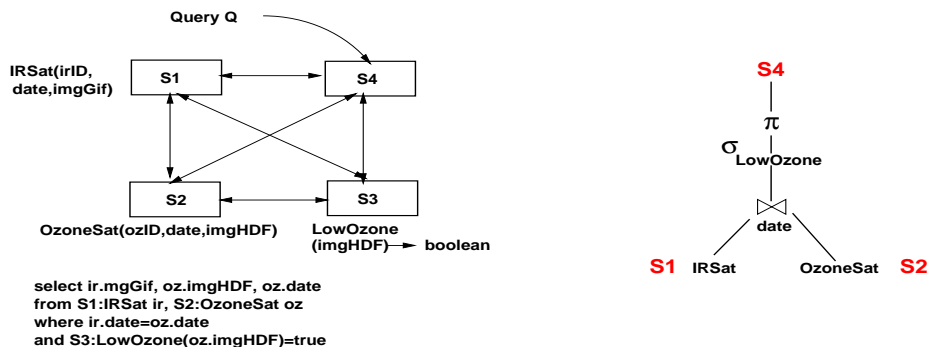 Query Q
IRSat(irID,
date,imgGif)
S1
S4
S2
S3
OzoneSat(ozID,date,imgHDF)
LowOzone
(imgHDF)
boolean
select ir.mgGif, oz.imgHDF, oz.date
from S1:IRSat ir, S2:OzoneSat oz
where ir.date=oz.date
and S3:LowOzone(oz.imgHDF)=true
S4
π
σLowOzone
⋈
date
S1 IRSat
OzoneSat S2